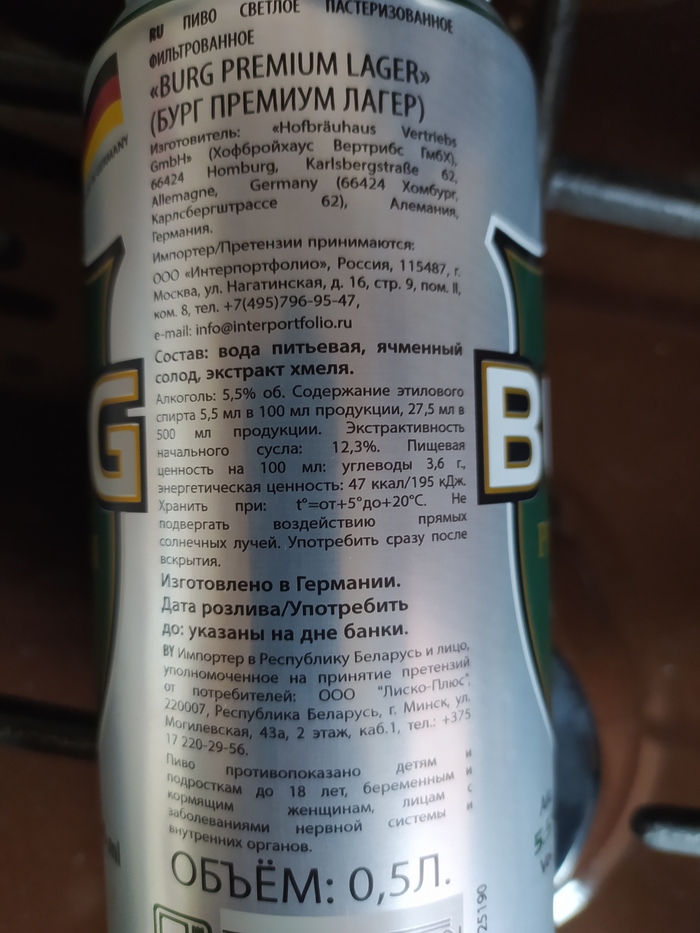 RU ПИВО СВЕТЛОЕ ПАСТЕРИЗОВАННОЕ
ФИЛЬТРОВАННОЕ
«BURG PREMIUM LAGER»
(БУРГ ПРЕМИУМ ЛАГЕР)
Изготовитель: «Hofbräuhaus Vertriebs
GmbH» (Хофбройхаус Вертрибс ГмбХ),
66424 Homburg, Karlsbergstraße 62,
Allemagne, Germany (66424 Хомбург,
Карлсбергштрассе 62), Алемания,
Германия.
Импортер/Претензии принимаются:
ООО «Интерпортфолио», Россия, 115487, г.
Москва, ул. Нагатинская, д. 16, стр. 9, пом. II,
ком. 8, тел. +7(495)796-95-47,
e-mail: info@interportfolio.ru
Состав: вода питьевая, ячменный
солод, экстракт хмеля.
Алкоголь: 5,5% об. Содержание этилового
спирта 5,5 мл в 100 мл продукции, 27,5 мл в
500 мл продукции. Экстрактивность
начального сусла: 12,3%. Пищевая
ценность на 100 мл: углеводы 3,6 г.,
энергетическая ценность: 47 ккал/195 кДж.
Хранить при: t°=от+5°до+20°С. Не
подвергать воздействию прямых
солнечных лучей. Употребить сразу после
вскрытия.
Изготовлено в Германии.
Дата розлива/Употребить
до: указаны на дне банки.
BY Импортер в Республику Беларусь и лицо,
уполномоченное на принятие претензий
от потребителей: ООО "Лиско-Плюс".
220007, Республика Беларусь, г. Минск, ул.
Могилевская, 43а, 2 этаж, каб.1, тел.: +375
17 220-29-56.
Пиво противопоказано детям и
подросткам до 18 лет, беременным и
кормящим женщинам, лицам с
заболеваниями нервной системы и
внутренних органов.
ОБЪЁМ: 0,5Л.
25190
GERMANY
G
B
ml